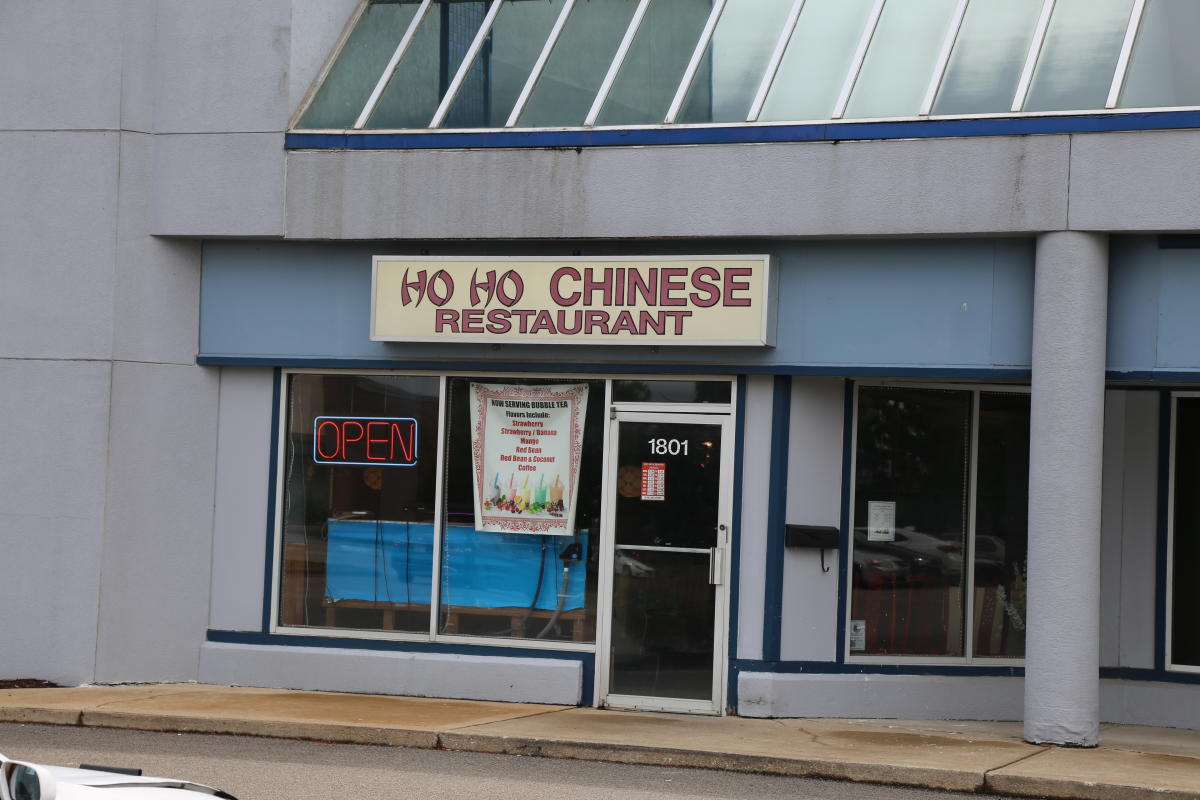 HO HO CHINESE
RESTAURANT
OPEN
NOW SERVING BUBBLE TEA
Flavors Include:
Strawberry
Strawberry / Banana
Mango
Red Bean
Red Bean & Coconut
Coffee
1801